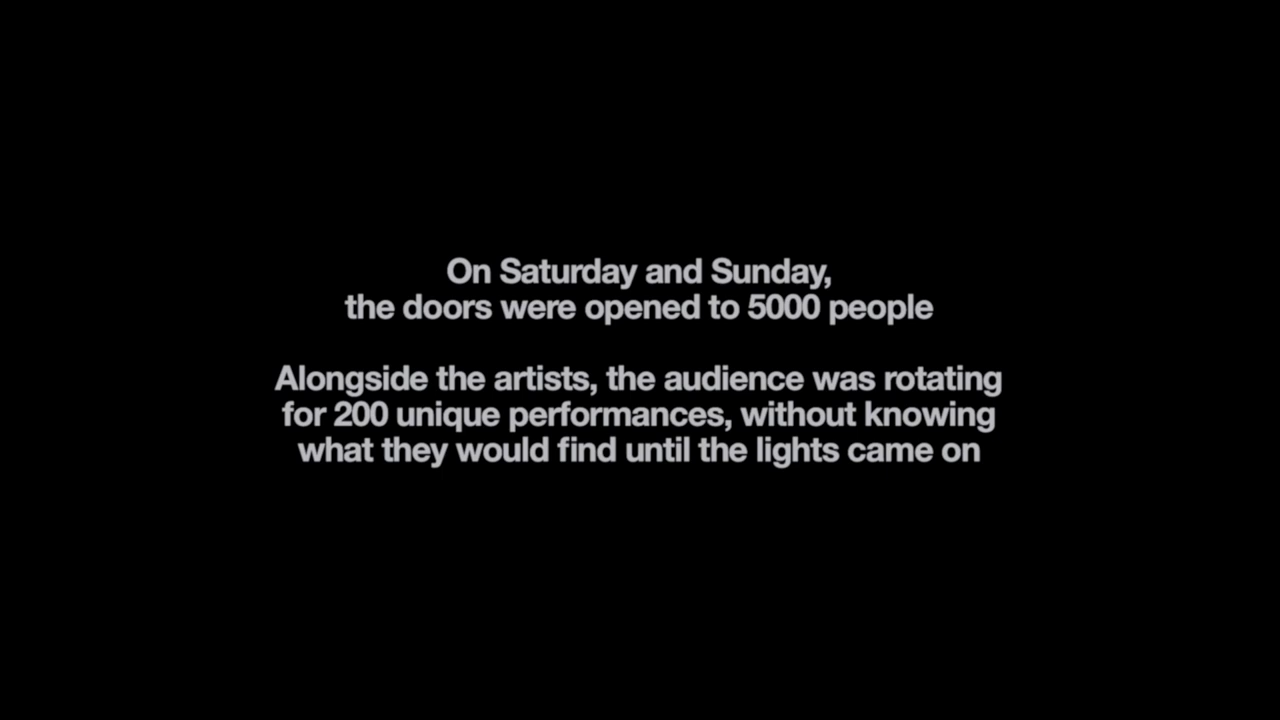 On Saturday and Sunday,
the doors were opened to 5000 people
Alongside the artists, the audience was rotating
for 200 unique performances, without knowing
what they would find until the lights came on